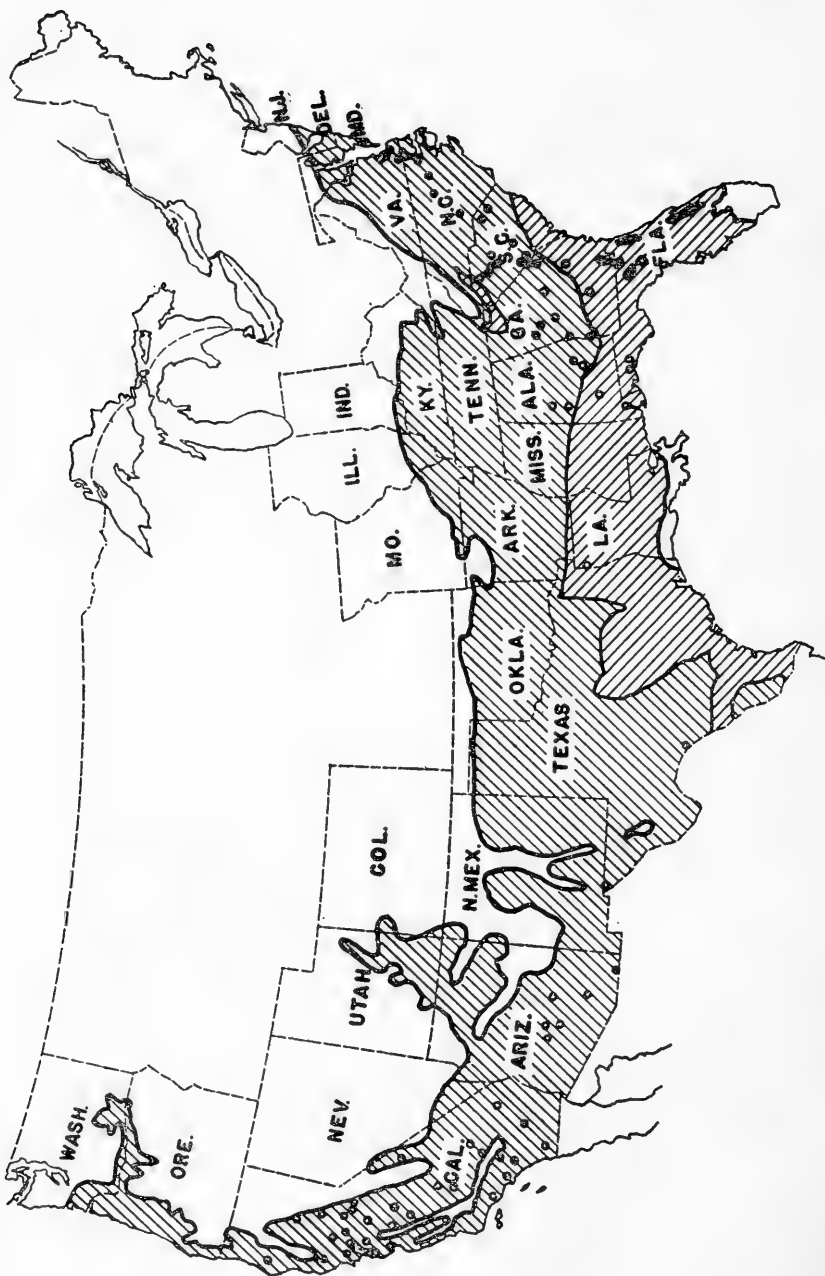 WASH.
ORE.
NEV.
CAL.
UTAH
ARIZ.
COL.
N.MEX.
TEXAS
OKLA.
MO.
ARK.
LA.
ILL.
IND.
KY.
TENN.
MISS.
ALA.
GA.
FLA.
S.C.
N.C.
VA.
MD.
DEL.
N.J.